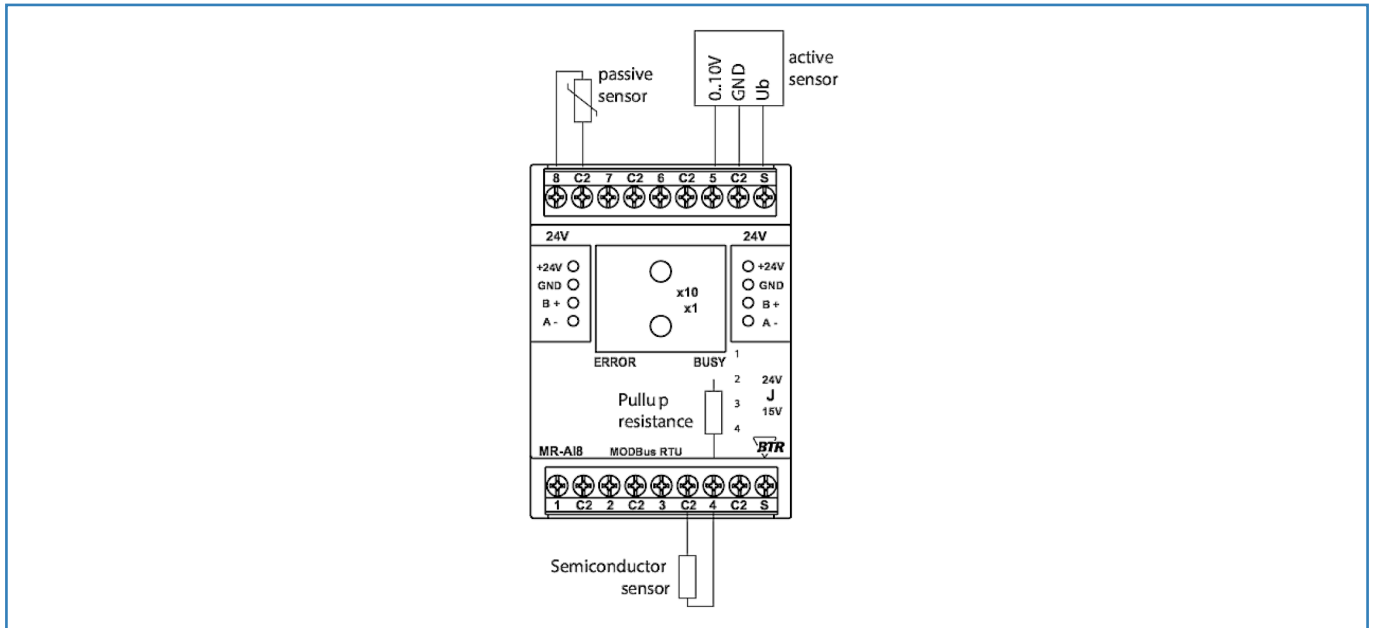 passive
sensor
0..10V
GND
Ub
active
sensor
8 C2 7 C2 6 C2 5 C2 S
24V
24V
+24V
GND
B +
A -
x10
x1
+24V
GND
B +
A -
ERROR
BUSY
1
2
3
4
24V
J
15V
Pullup
resistance
MR-AI8
MODBus RTU
BTR
1 C2 2 C2 3 C2 4 C2 S
Semiconductor
sensor